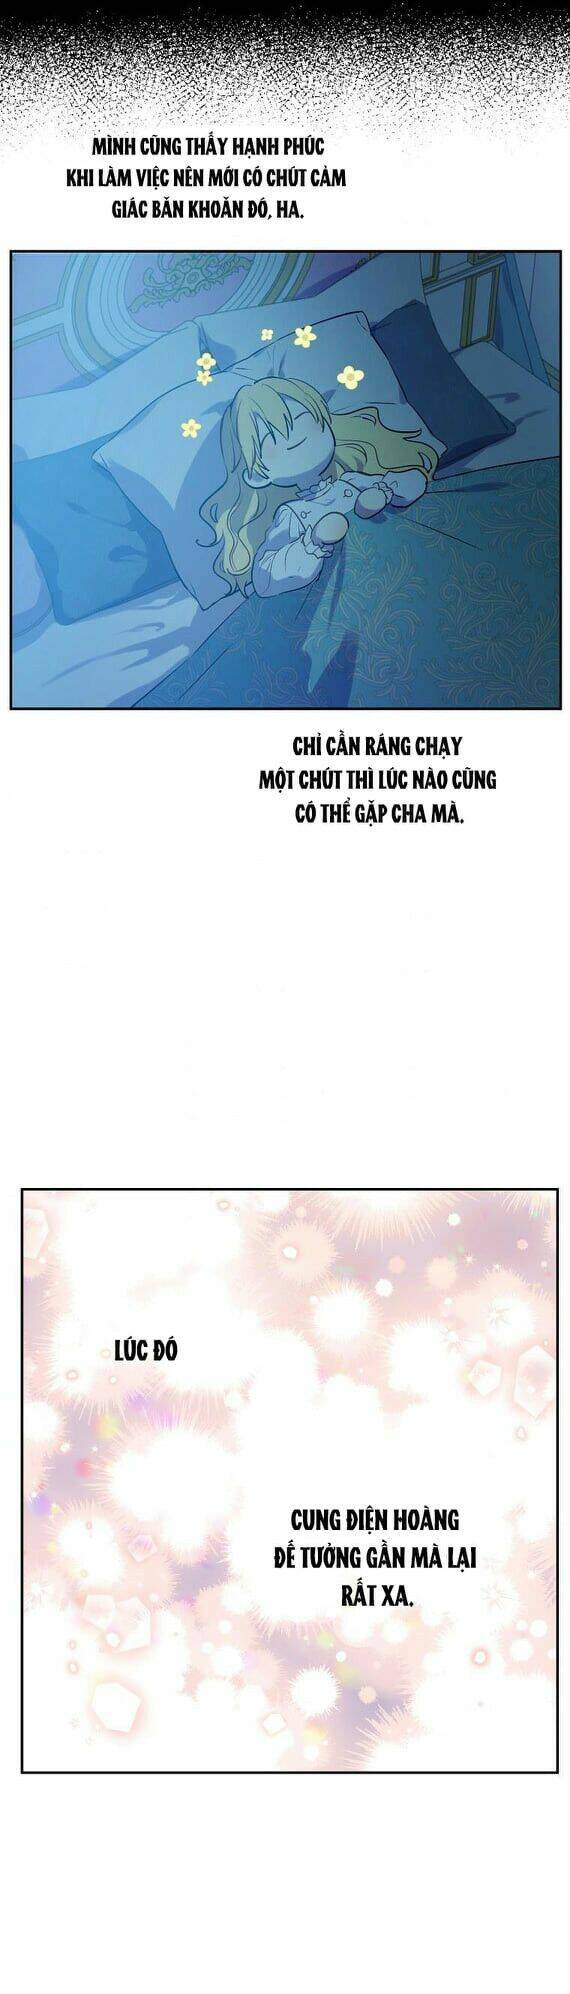 MÌNH CŨNG THẤY HẠNH PHÚC
KHI LÀM VIỆC NÊN MỚI CÓ CHÚT CẢM
GIÁC BĂN KHOĂN ĐÓ, HA.
CHỈ CẦN RÁNG CHẠY
MỘT CHÚT THÌ LÚC NÀO CŨNG
CÓ THỂ GẶP CHA MÀ.
LÚC ĐÓ
CUNG ĐIỆN HOÀNG
ĐẾ TƯỞNG GẦN MÀ LẠI
RẤT XA.